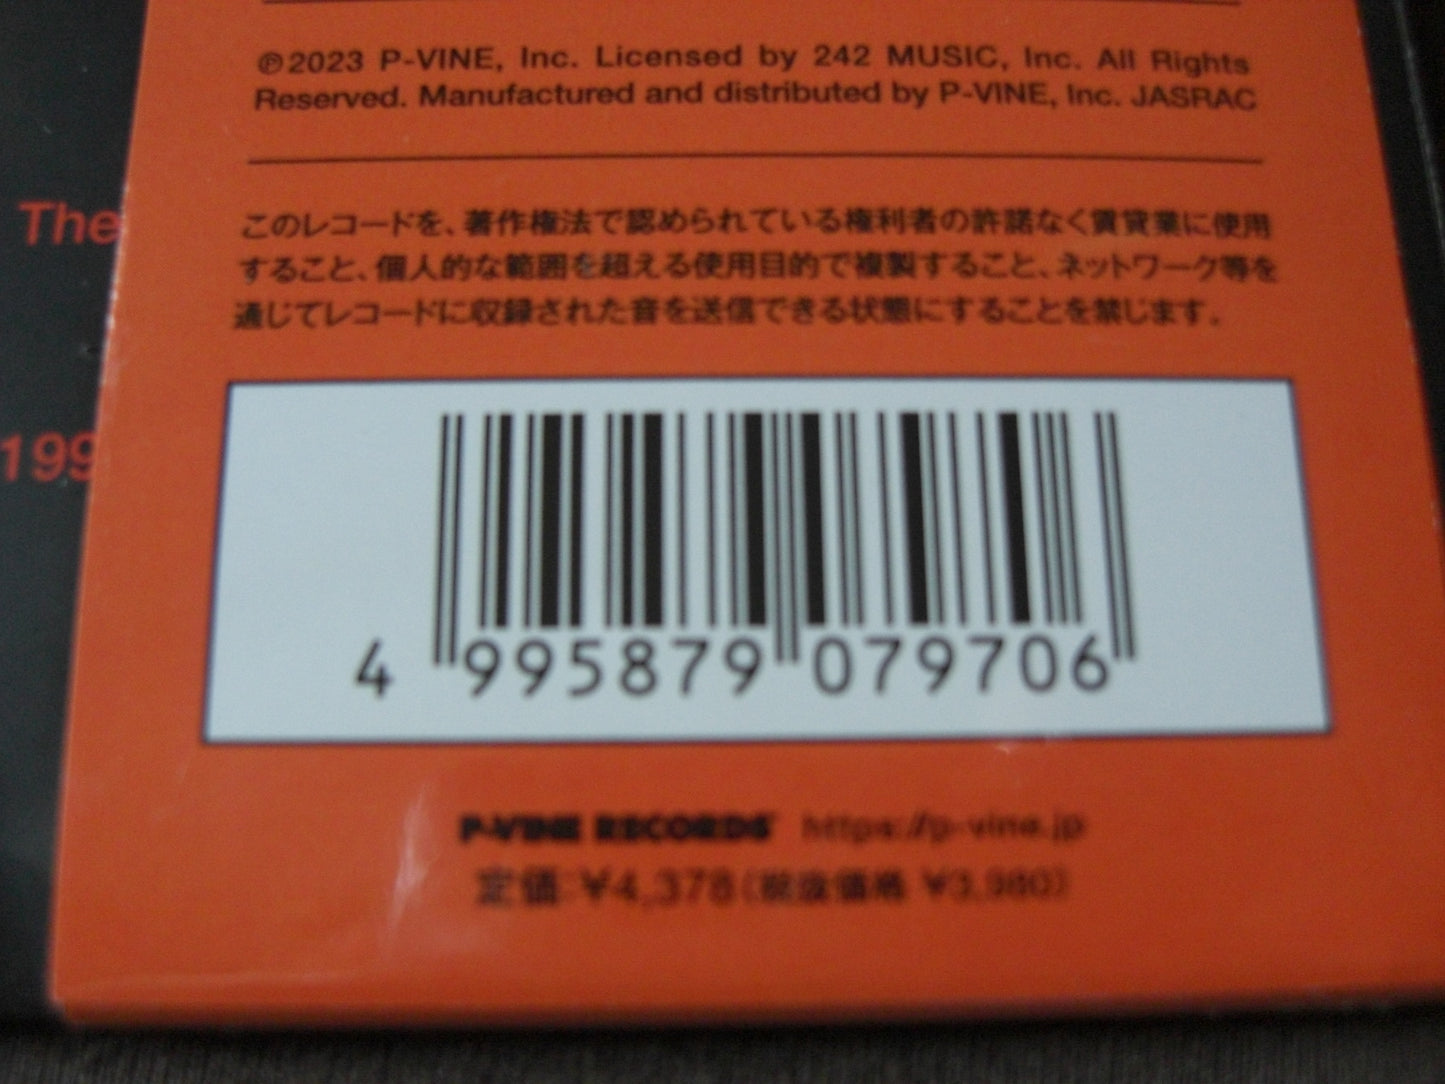 ℗2023 P-VINE, Inc. Licensed by 242 MUSIC, Inc. All Rights
Reserved. Manufactured and distributed by P-VINE, Inc. JASRAC
The
このレコードを、著作権法で認められている権利者の許諾なく賃貸業に使用
すること、個人的な範囲を超える使用目的で複製すること、ネットワーク等を
通じてレコードに収録された音を送信できる状態にすることを禁じます。
199
4 995879 079706
P-VINE RECORDS https://p-vine.jp
定価:¥4,378(税抜価格 ¥3,980)